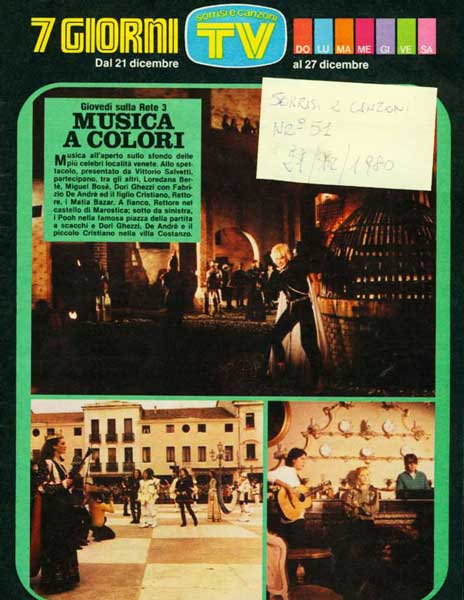 7 GIORNI
sorrisi e canzoni
TV
DO LU MA ME GI VE SA
Dal 21 dicembre
al 27 dicembre
Giovedì sulla Rete 3
MUSICA
A COLORI
Musica all'aperto sullo sfondo delle
più celebri località venete. Allo spet-
tacolo, presentato da Vittorio Salvetti,
partecipano, tra gli altri, Loredana Ber-
tè, Miguel Bosé, Dori Ghezzi con Fabri-
zio De André ed il figlio Cristiano, Retto-
re, i Matia Bazar. A fianco, Rettore nel
castello di Marostica; sotto da sinistra,
i Pooh nella famosa piazza della partita
a scacchi e Dori Ghezzi, De André e il
piccolo Cristiano nella villa Costanzo.
SORRISI e CANZONI
NR° 51
/12/1980